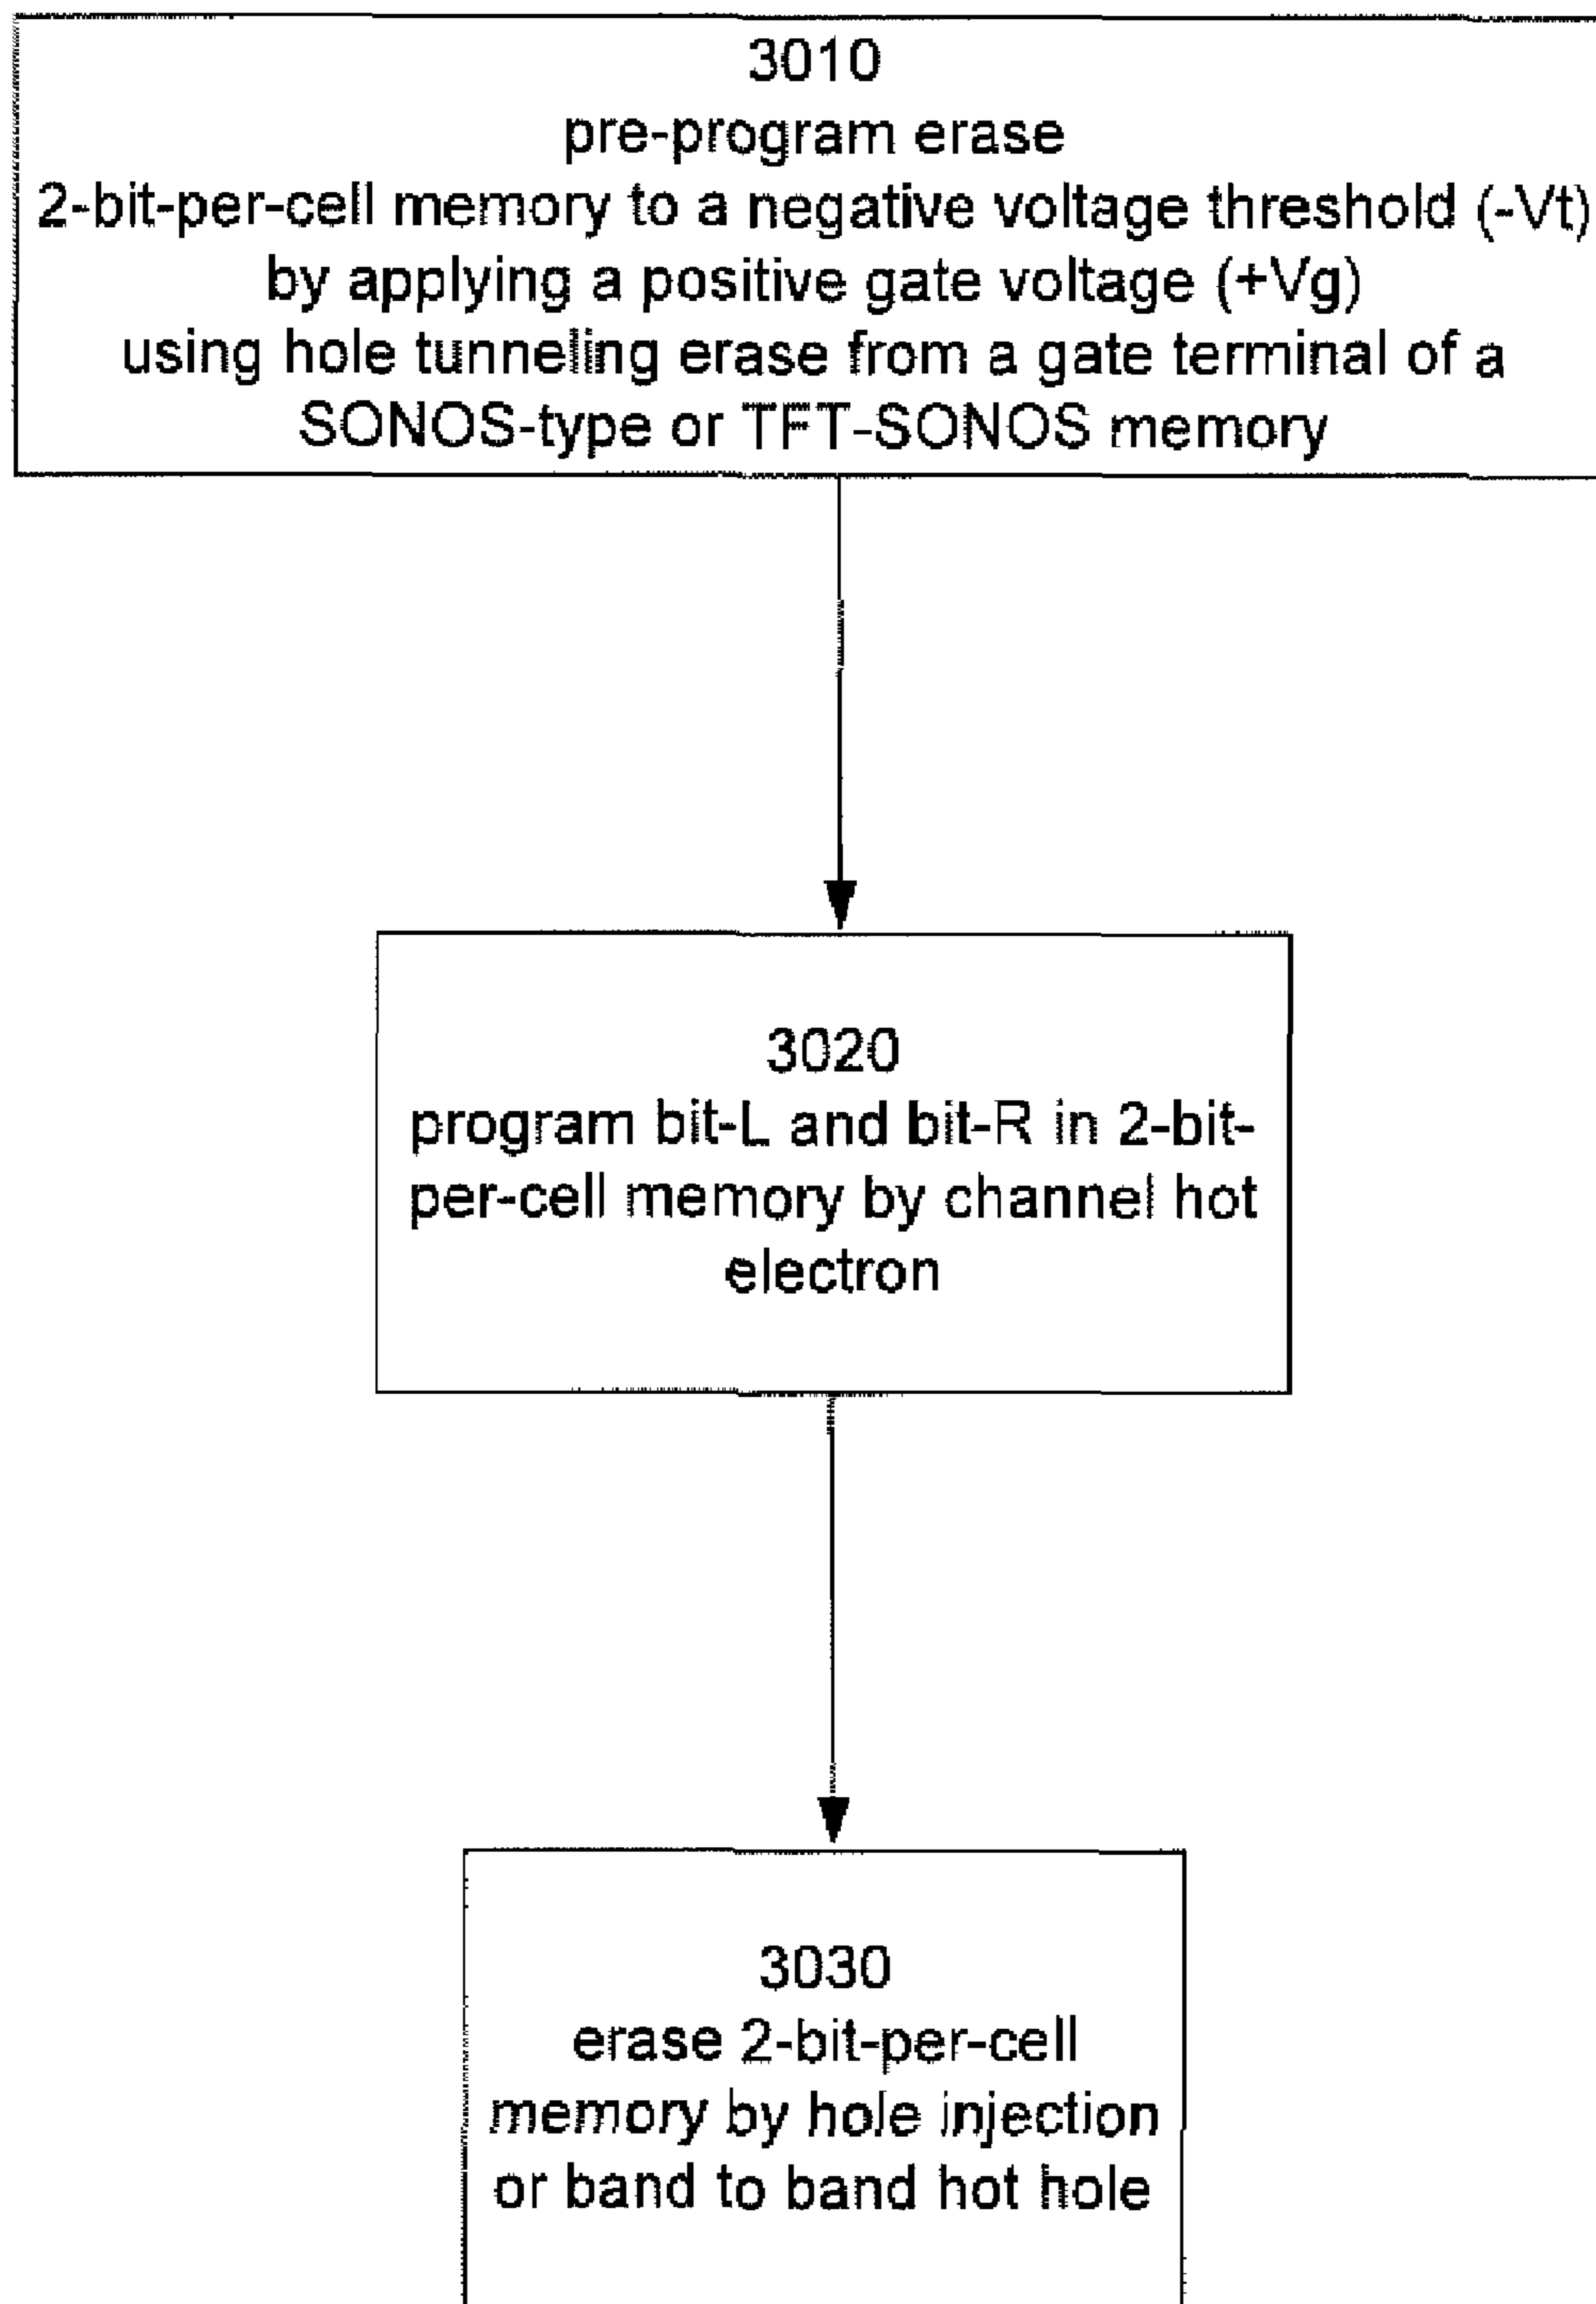 3010
pre-program erase
2-bit-per-cell memory to a negative voltage threshold (-Vt)
by applying a positive gate voltage (+Vg)
using hole tunneling erase from a gate terminal of a
SONOS-type or TFT-SONOS memory
3020
program bit-L and bit-R in 2-bit-
per-cell memory by channel hot
electron
3030
erase 2-bit-per-cell
memory by hole injection
or band to band hot hole